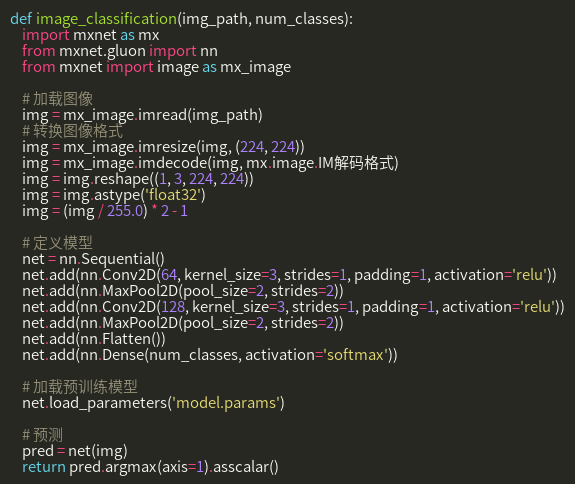 def image_classification(img_path, num_classes):
import mxnet as mx
from mxnet.gluon import nn
from mxnet import image as mx_image
# 加载图像
img = mx_image.imread(img_path)
# 转换图像格式
img = mx_image.imresize(img, (224, 224))
img = mx_image.imdecode(img, mx.image.IM解码格式)
img = img.reshape((1, 3, 224, 224))
img = img.astype('float32')
img = (img / 255.0) * 2 - 1
# 定义模型
net = nn.Sequential()
net.add(nn.Conv2D(64, kernel_size=3, strides=1, padding=1, activation='relu'))
net.add(nn.MaxPool2D(pool_size=2, strides=2))
net.add(nn.Conv2D(128, kernel_size=3, strides=1, padding=1, activation='relu'))
net.add(nn.MaxPool2D(pool_size=2, strides=2))
net.add(nn.Flatten())
net.add(nn.Dense(num_classes, activation='softmax'))
# 加载预训练模型
net.load_parameters('model.params')
# 预测
pred = net(img)
return pred.argmax(axis=1).asscalar()